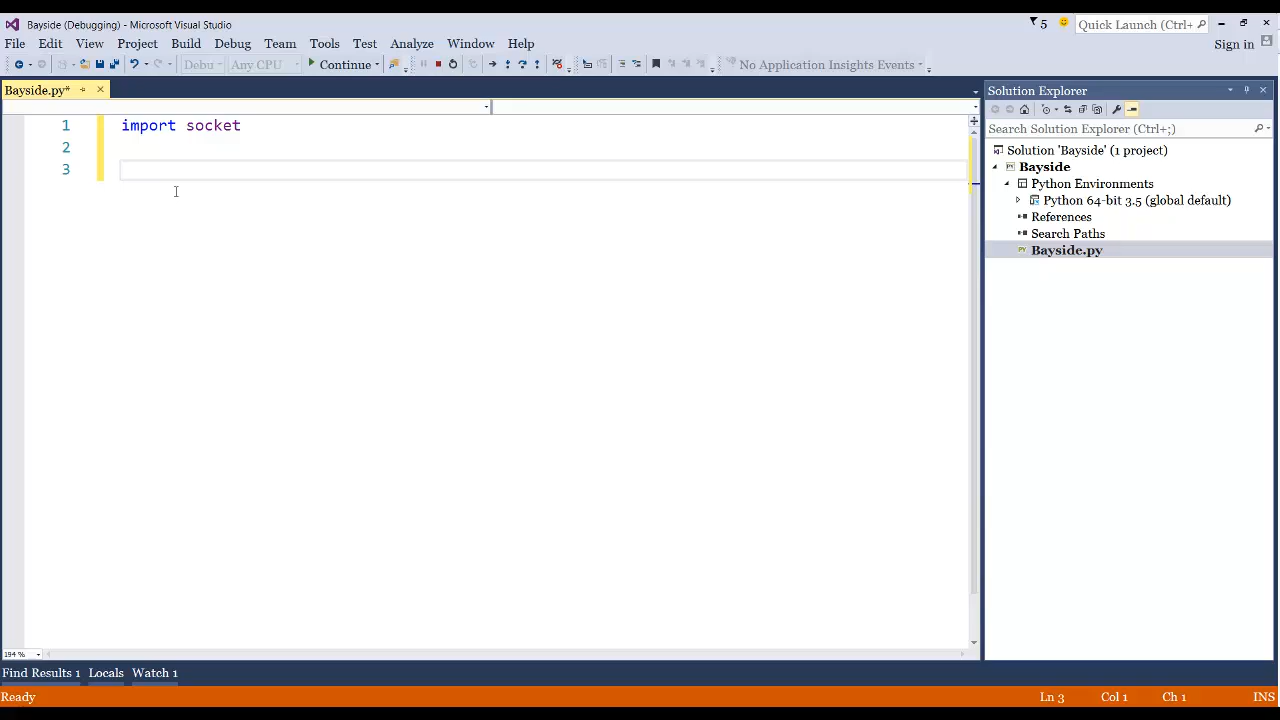 Bayside (Debugging) - Microsoft Visual Studio
5
Quick Launch (Ctrl+
File Edit View Project Build Debug Team Tools Test Analyze Window Help
Sign in
Debu Any CPU Continue No Application Insights Events
Bayside.py*
Solution Explorer
1 import socket
2
3
Search Solution Explorer (Ctrl+;)
Solution 'Bayside' (1 project)
Bayside
Python Environments
Python 64-bit 3.5 (global default)
References
Search Paths
PY Bayside.py
194 %
Find Results 1 Locals Watch 1
Ready Ln 3 Col 1 Ch 1 INS